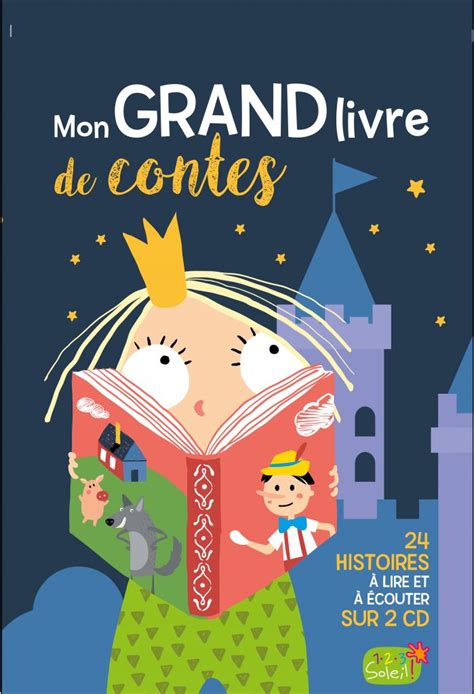 Mon GRAND livre
de contes
24
HISTOIRES
À LIRE ET
À ÉCOUTER
SUR 2 CD
1·2·3
Soleil!